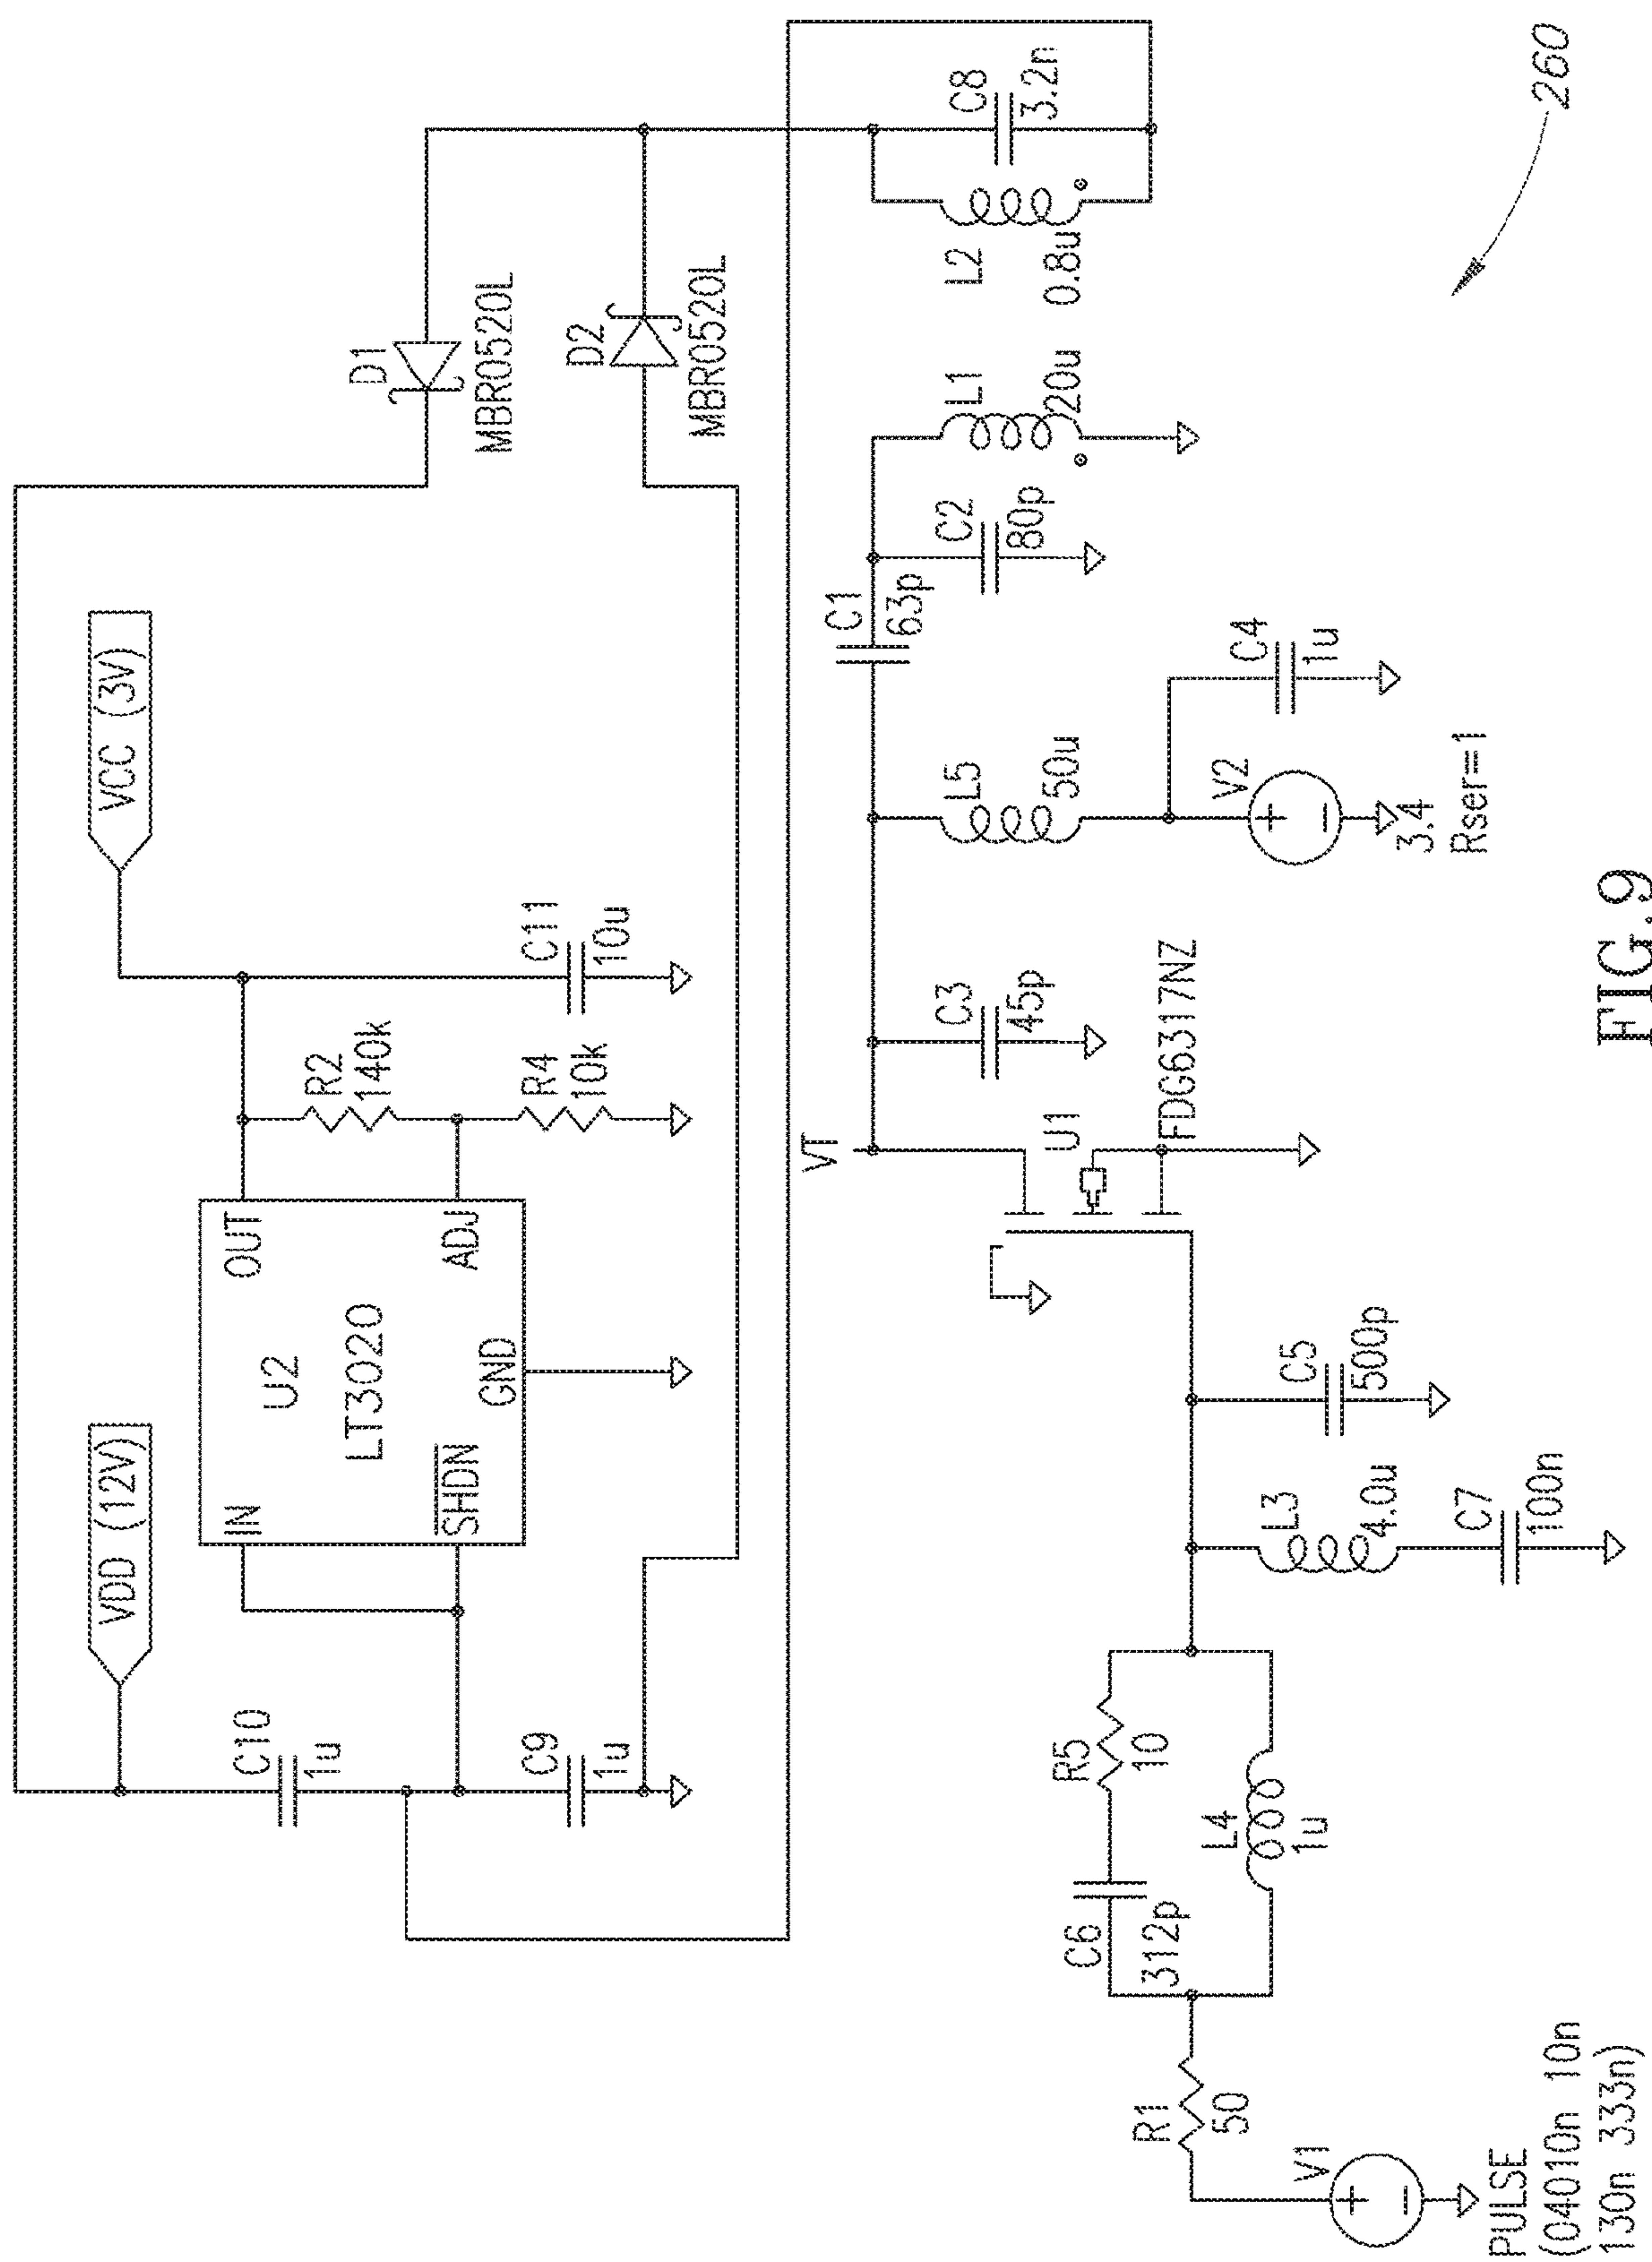 VDD (12V)
VCC (3V)
C10
1u
C9
1u
IN
OUT
U2
LT3020
SHDN
ADJ
GND
R2
140k
R4
10k
C11
10u
D1
MBR0520L
D2
MBR0520L
PULSE
(04010n 10n
130n 333n)
V1
R1
50
C6
312p
R5
10
L4
1u
L3
4.0u
C7
100n
C5
500p
VT
U1
FDG6317NZ
C3
45p
L5
50u
V2
3.4
Rser=1
C4
1u
C1
63p
C2
80p
L1
20u
L2
0.8u
C8
3.2n
260
FIG.9